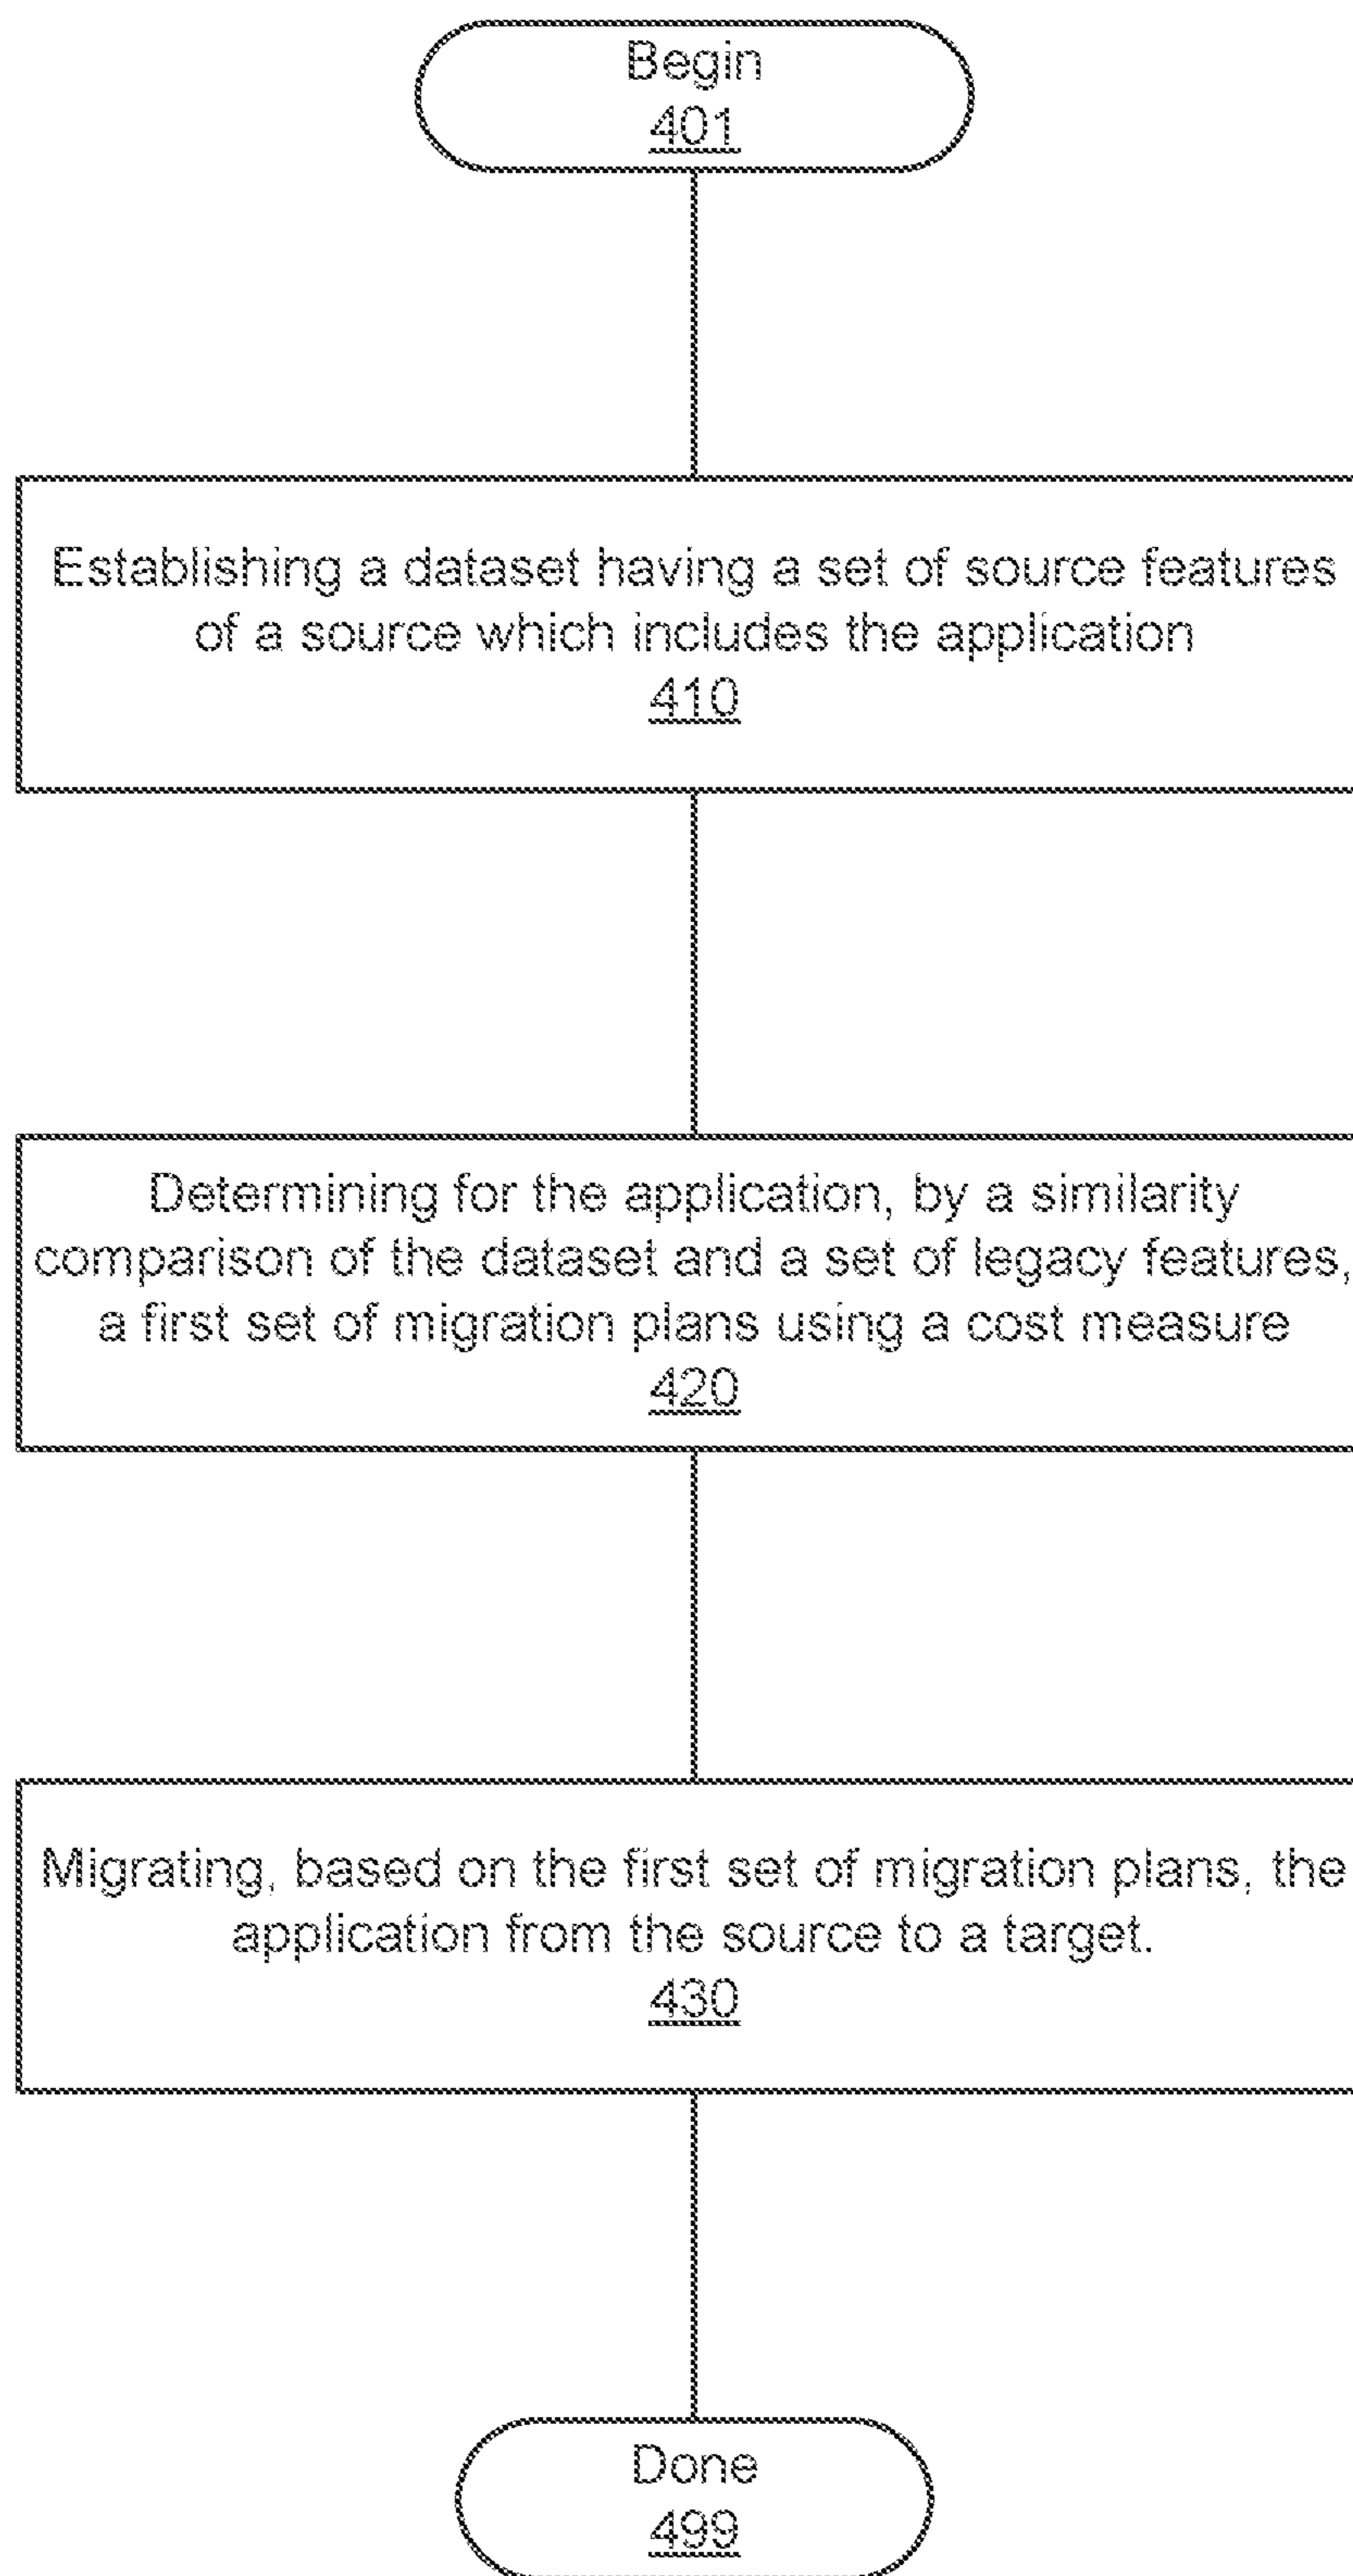 Begin
401
Establishing a dataset having a set of source features
of a source which includes the application
410
Determining for the application, by a similarity
comparison of the dataset and a set of legacy features,
a first set of migration plans using a cost measure
420
Migrating, based on the first set of migration plans, the
application from the source to a target.
430
Done
499